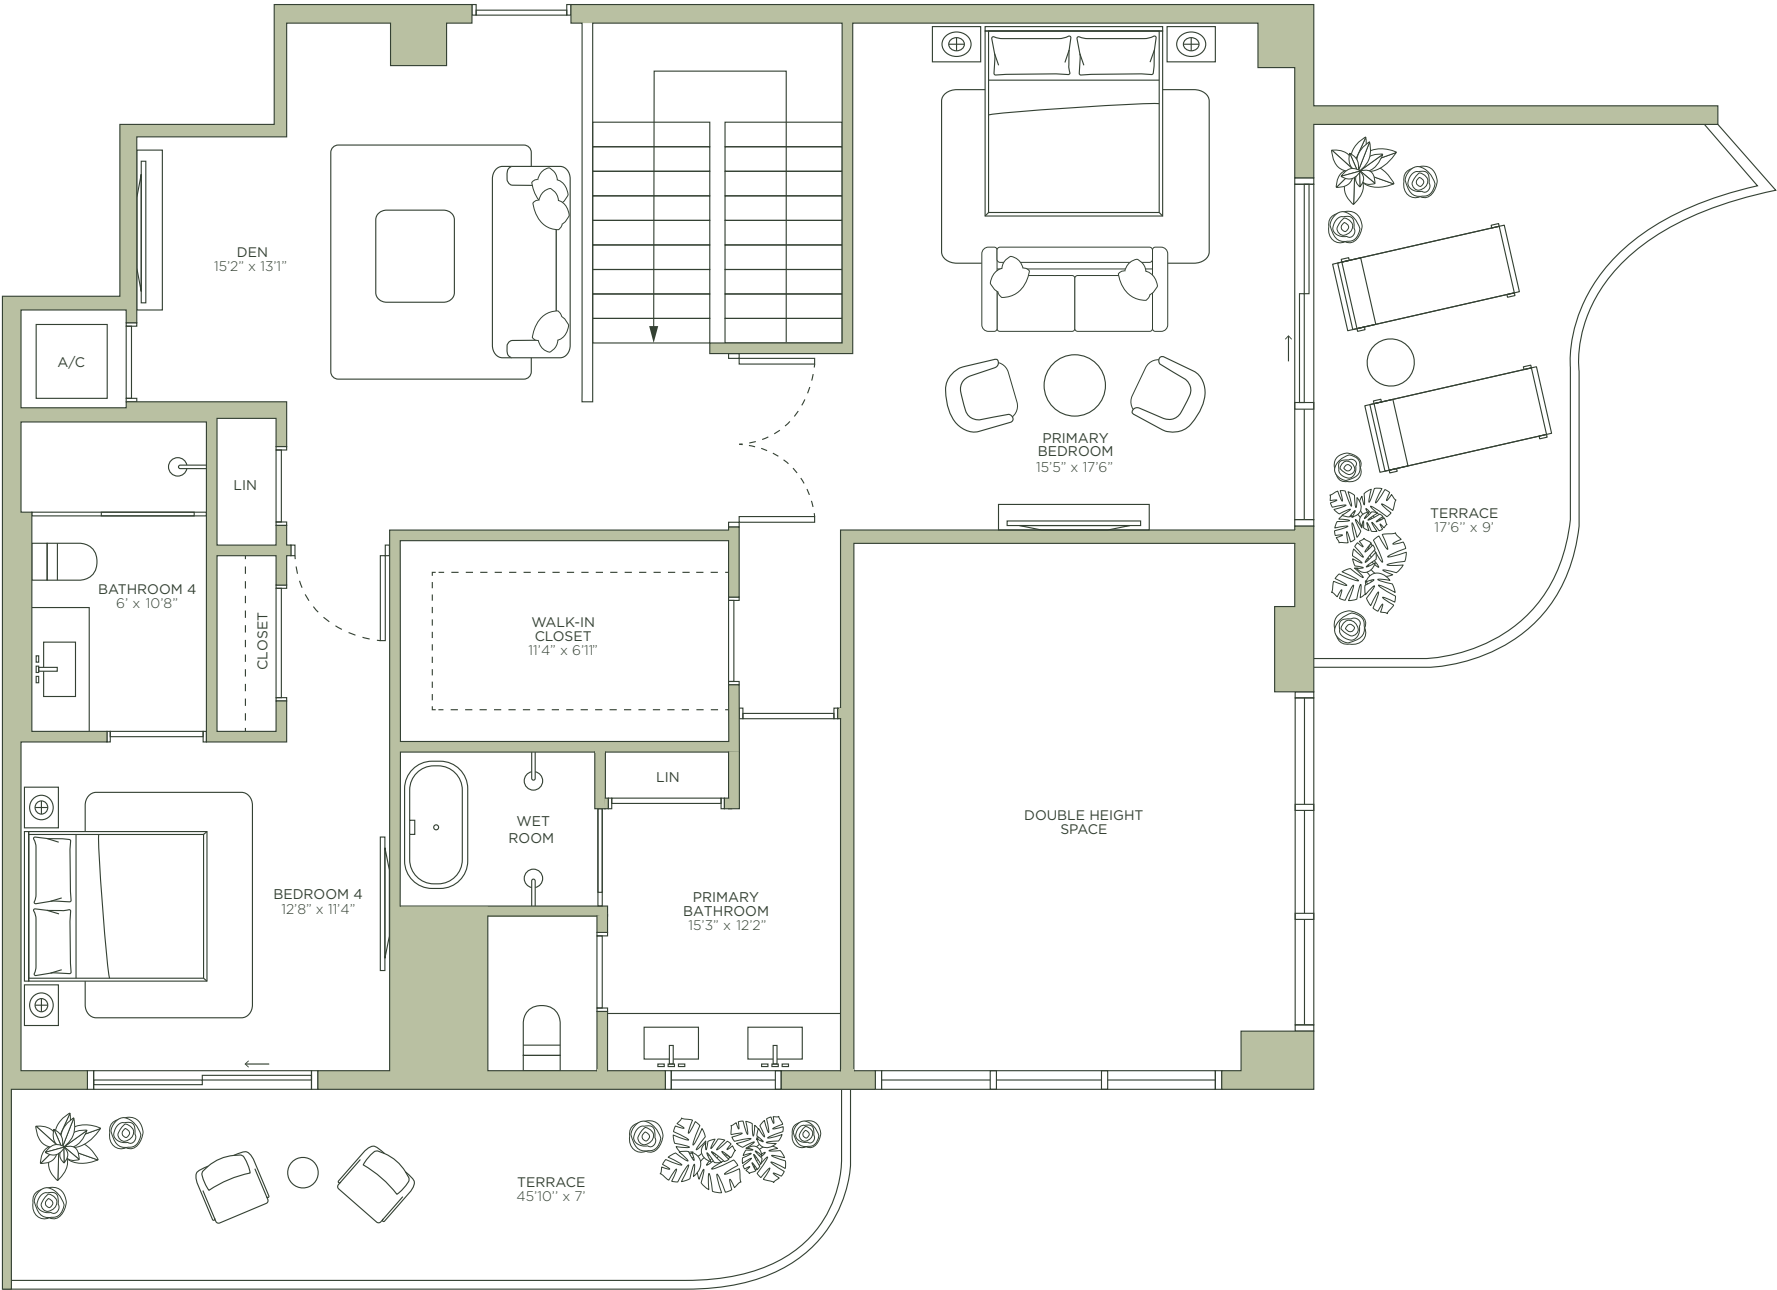 DEN
15'2" x 13'1"
A/C
PRIMARY
BEDROOM
15'5" x 17'6"
LIN
TERRACE
17'6'' x 9'
BATHROOM 4
6' x 10'8"
CLOSET
WALK-IN
CLOSET
11'4" x 6'11"
LIN
WET
ROOM
DOUBLE HEIGHT
SPACE
BEDROOM 4
12'8" x 11'4"
PRIMARY
BATHROOM
15'3" x 12'2"
TERRACE
45'10'' x 7'